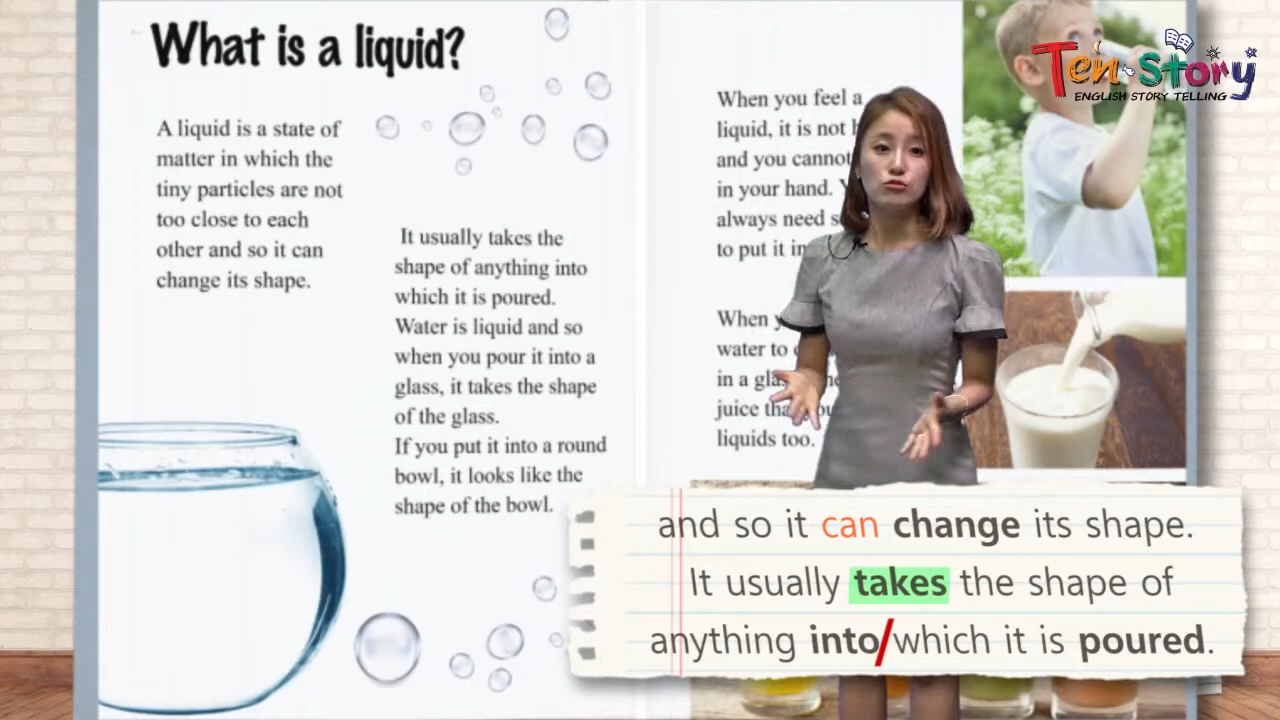 What is a liquid?
A liquid is a state of
matter in which the
tiny particles are not
too close to each
other and so it can
change its shape.
It usually takes the
shape of anything into
which it is poured.
Water is liquid and so
when you pour it into a
glass, it takes the shape
of the glass.
If you put it into a round
bowl, it looks like the
shape of the bowl.
When you feel a
liquid, it is not
and you cannot
in your hand.
always need
to put it in
When
water to
in a
juice
liquids too.
Ten Story
ENGLISH STORY TELLING
and so it can change its shape.
It usually takes the shape of
anything into/which it is poured.